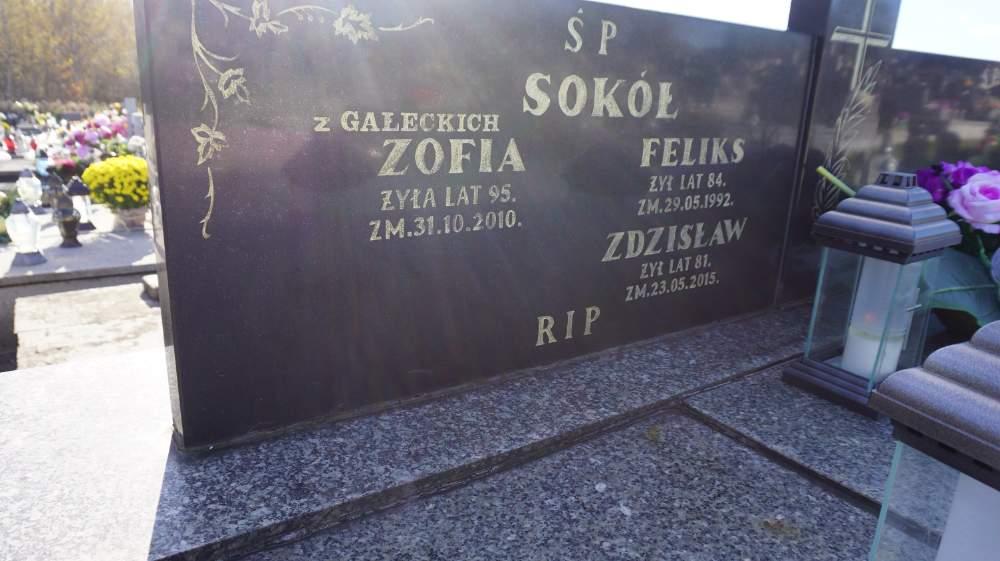 Ś P
SOKÓŁ
z GAŁECKICH
ZOFIA
ŻYŁA LAT 95.
ZM.31.10.2010.
FELIKS
ŻYŁ LAT 84.
ZM.29.05.1992.
ZDZISŁAW
ŻYŁ LAT 81.
ZM.23.05.2015.
RIP